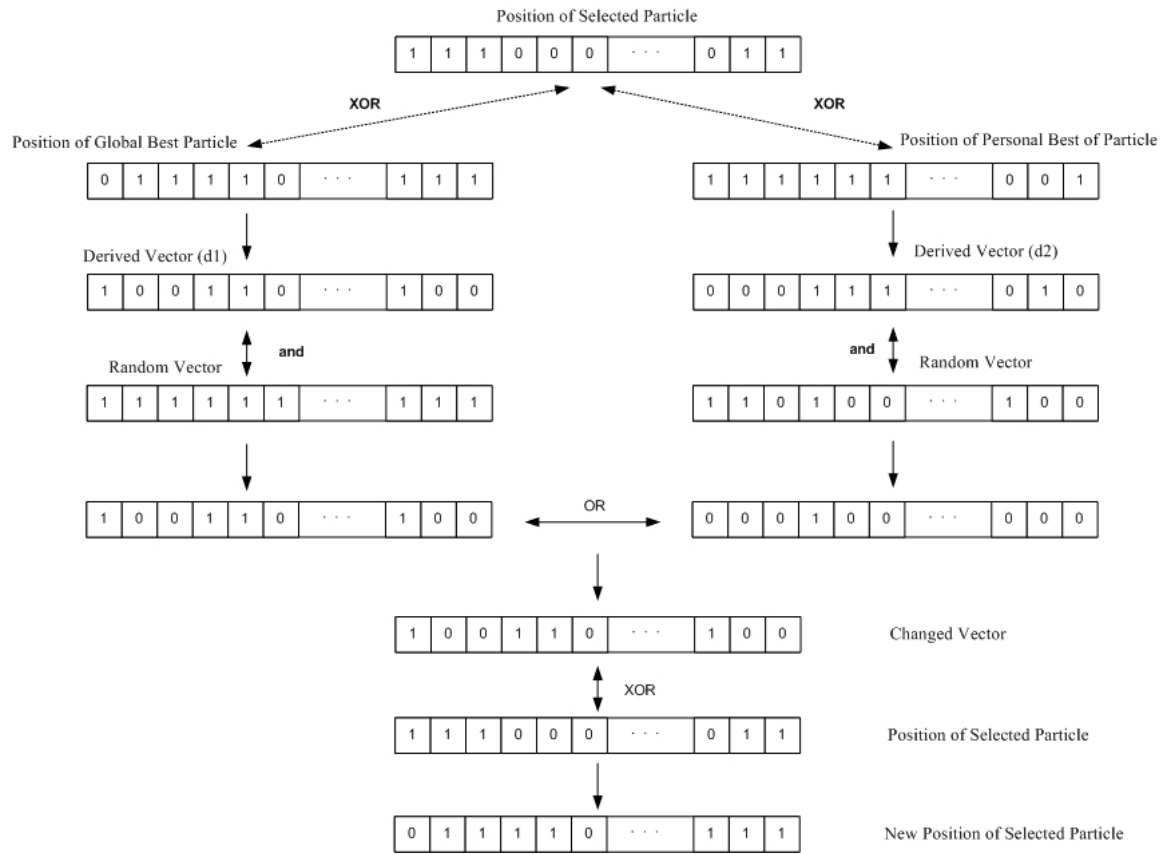 Position of Selected Particle
1 1 1 0 0 0 · · · 0 1 1
XOR XOR
Position of Global Best Particle Position of Personal Best of Particle
0 1 1 1 1 0 · · · 1 1 1 1 1 1 1 1 1 · · · 0 0 1
Derived Vector (d1) Derived Vector (d2)
1 0 0 1 1 0 · · · 1 0 0 0 0 0 1 1 1 · · · 0 1 0
and and
Random Vector Random Vector
1 1 1 1 1 1 · · · 1 1 1 1 1 0 1 0 0 · · · 1 0 0
1 0 0 1 1 0 · · · 1 0 0 OR 0 0 0 1 0 0 · · · 0 0 0
1 0 0 1 1 0 · · · 1 0 0 Changed Vector
XOR
1 1 1 0 0 0 · · · 0 1 1 Position of Selected Particle
0 1 1 1 1 0 · · · 1 1 1 New Position of Selected Particle